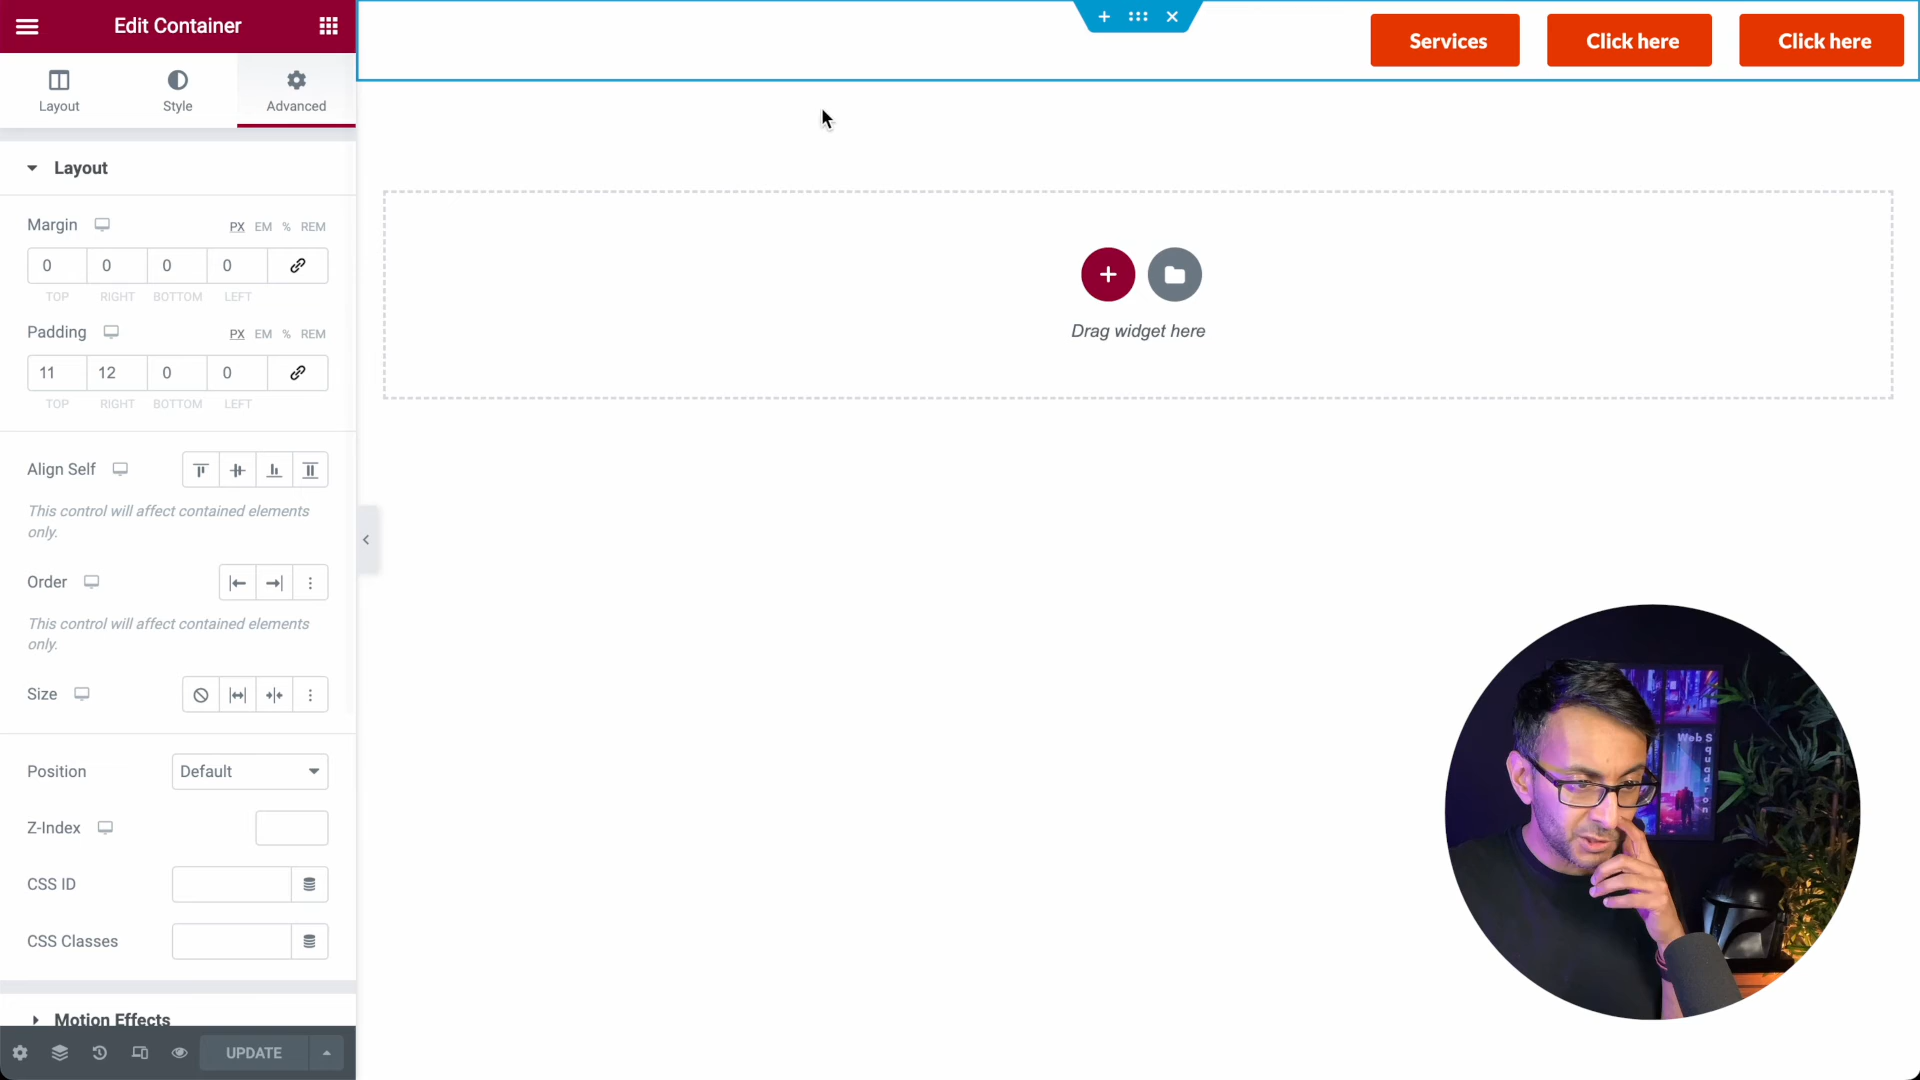 Edit Container
Layout
Style
Advanced
Layout
Margin
PX EM % REM
0 0 0 0
TOP RIGHT BOTTOM LEFT
Padding
PX EM % REM
11 12 0 0
TOP RIGHT BOTTOM LEFT
Align Self
This control will affect contained elements
only.
Order
This control will affect contained elements
only.
Size
Position
Default
Z-Index
CSS ID
CSS Classes
Motion Effects
UPDATE
Services
Click here
Click here
Drag widget here
Web Squadron